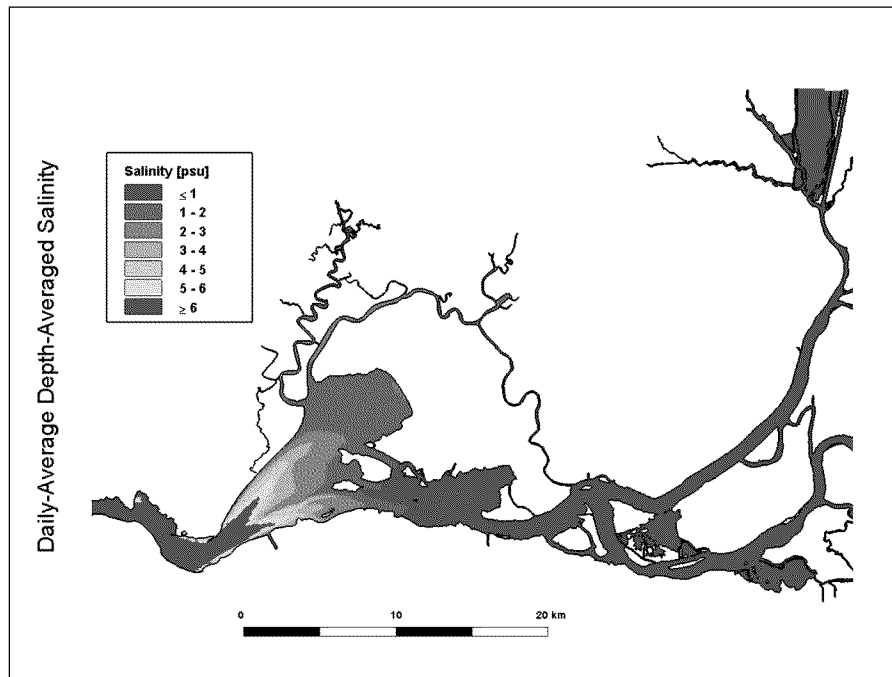 Daily-Average Depth-Averaged Salinity
Salinity [psu]
≤ 1
1 - 2
2 - 3
3 - 4
4 - 5
5 - 6
≥ 6
0 10 20 km